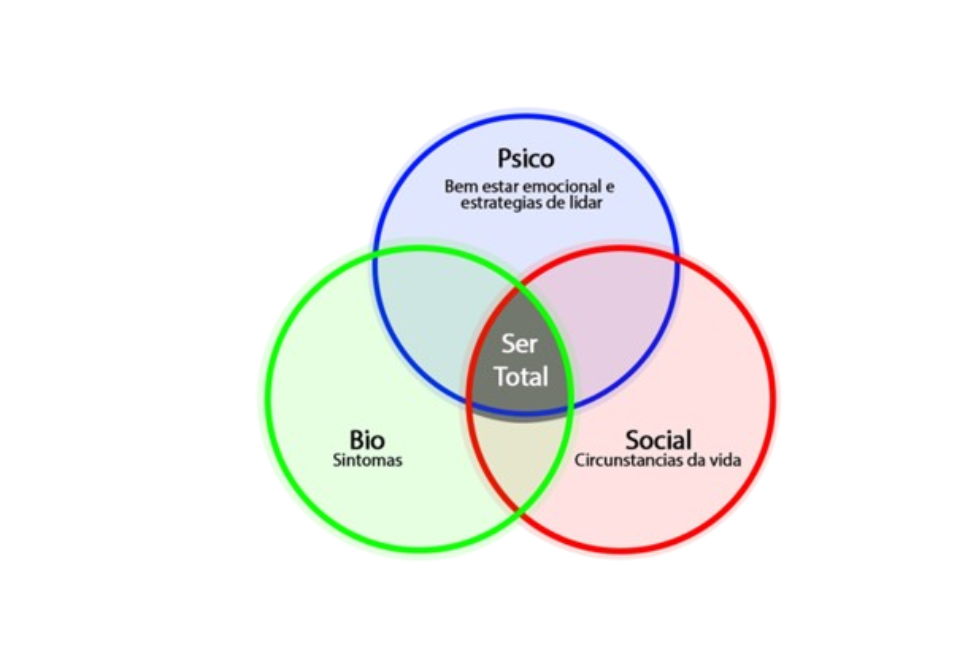 Psico
Bem estar emocional e
estrategias de lidar
Ser
Total
Bio
Sintomas
Social
Circunstancias da vida